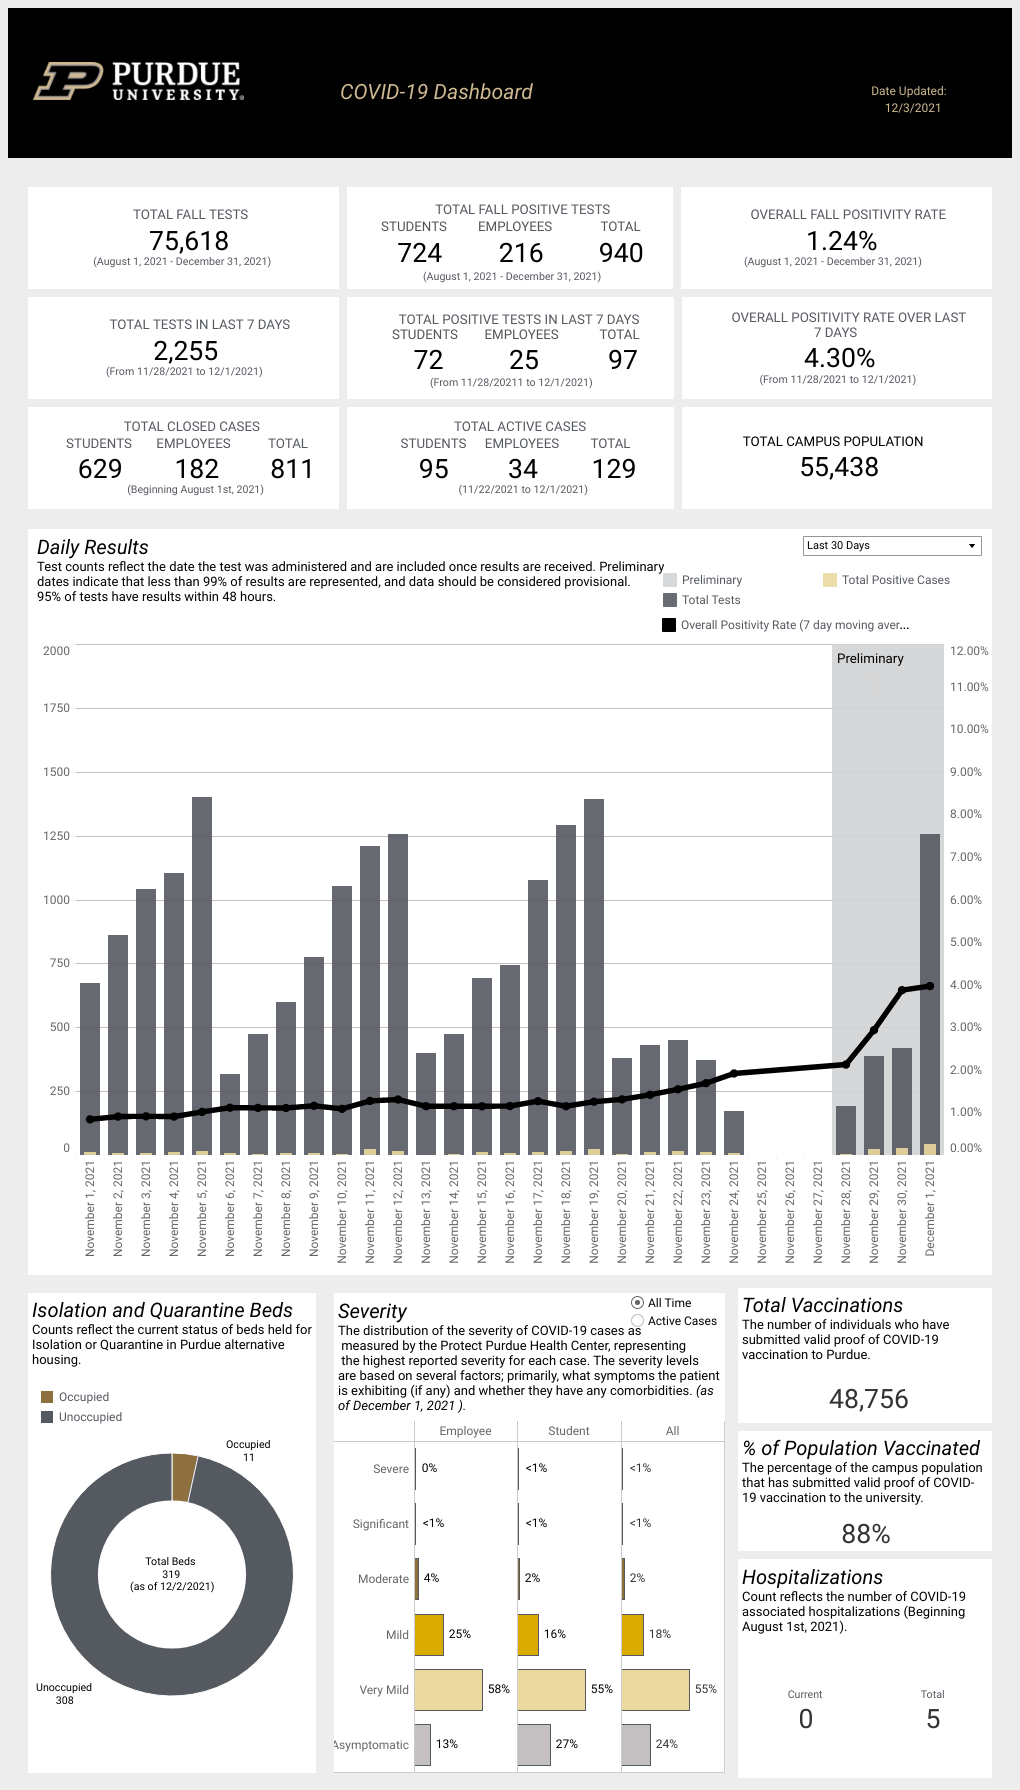 PURDUE
UNIVERSITY®
COVID-19 Dashboard
Date Updated:
12/3/2021
TOTAL FALL TESTS
75,618
(August 1, 2021 - December 31, 2021)
TOTAL FALL POSITIVE TESTS
STUDENTS EMPLOYEES TOTAL
724 216 940
(August 1, 2021 - December 31, 2021)
OVERALL FALL POSITIVITY RATE
1.24%
(August 1, 2021 - December 31, 2021)
TOTAL TESTS IN LAST 7 DAYS
2,255
(From 11/28/2021 to 12/1/2021)
TOTAL POSITIVE TESTS IN LAST 7 DAYS
STUDENTS EMPLOYEES TOTAL
72 25 97
(From 11/28/20211 to 12/1/2021)
OVERALL POSITIVITY RATE OVER LAST
7 DAYS
4.30%
(From 11/28/2021 to 12/1/2021)
TOTAL CLOSED CASES
STUDENTS EMPLOYEES TOTAL
629 182 811
(Beginning August 1st, 2021)
TOTAL ACTIVE CASES
STUDENTS EMPLOYEES TOTAL
95 34 129
(11/22/2021 to 12/1/2021)
TOTAL CAMPUS POPULATION
55,438
Daily Results
Test counts reflect the date the test was administered and are included once results are received. Preliminary
dates indicate that less than 99% of results are represented, and data should be considered provisional.
95% of tests have results within 48 hours.
Last 30 Days
Preliminary Total Positive Cases
Total Tests
Overall Positivity Rate (7 day moving aver...
Preliminary
2000
1750
1500
1250
1000
750
500
250
0
12.00%
11.00%
10.00%
9.00%
8.00%
7.00%
6.00%
5.00%
4.00%
3.00%
2.00%
1.00%
0.00%
November 1, 2021
November 2, 2021
November 3, 2021
November 4, 2021
November 5, 2021
November 6, 2021
November 7, 2021
November 8, 2021
November 9, 2021
November 10, 2021
November 11, 2021
November 12, 2021
November 13, 2021
November 14, 2021
November 15, 2021
November 16, 2021
November 17, 2021
November 18, 2021
November 19, 2021
November 20, 2021
November 21, 2021
November 22, 2021
November 23, 2021
November 24, 2021
November 25, 2021
November 26, 2021
November 27, 2021
November 28, 2021
November 29, 2021
November 30, 2021
December 1, 2021
Isolation and Quarantine Beds
Counts reflect the current status of beds held for
Isolation or Quarantine in Purdue alternative
housing.
Occupied
Unoccupied
Occupied
11
Total Beds
319
(as of 12/2/2021)
Unoccupied
308
Severity
All Time
Active Cases
The distribution of the severity of COVID-19 cases as
measured by the Protect Purdue Health Center, representing
the highest reported severity for each case. The severity levels
are based on several factors; primarily, what symptoms the patient
is exhibiting (if any) and whether they have any comorbidities. (as
of December 1, 2021 ).
Employee Student All
Severe 0% <1% <1%
Significant <1% <1% <1%
Moderate 4% 2% 2%
Mild 25% 16% 18%
Very Mild 58% 55% 55%
Asymptomatic 13% 27% 24%
Total Vaccinations
The number of individuals who have
submitted valid proof of COVID-19
vaccination to Purdue.
48,756
% of Population Vaccinated
The percentage of the campus population
that has submitted valid proof of COVID-
19 vaccination to the university.
88%
Hospitalizations
Count reflects the number of COVID-19
associated hospitalizations (Beginning
August 1st, 2021).
Current Total
0 5